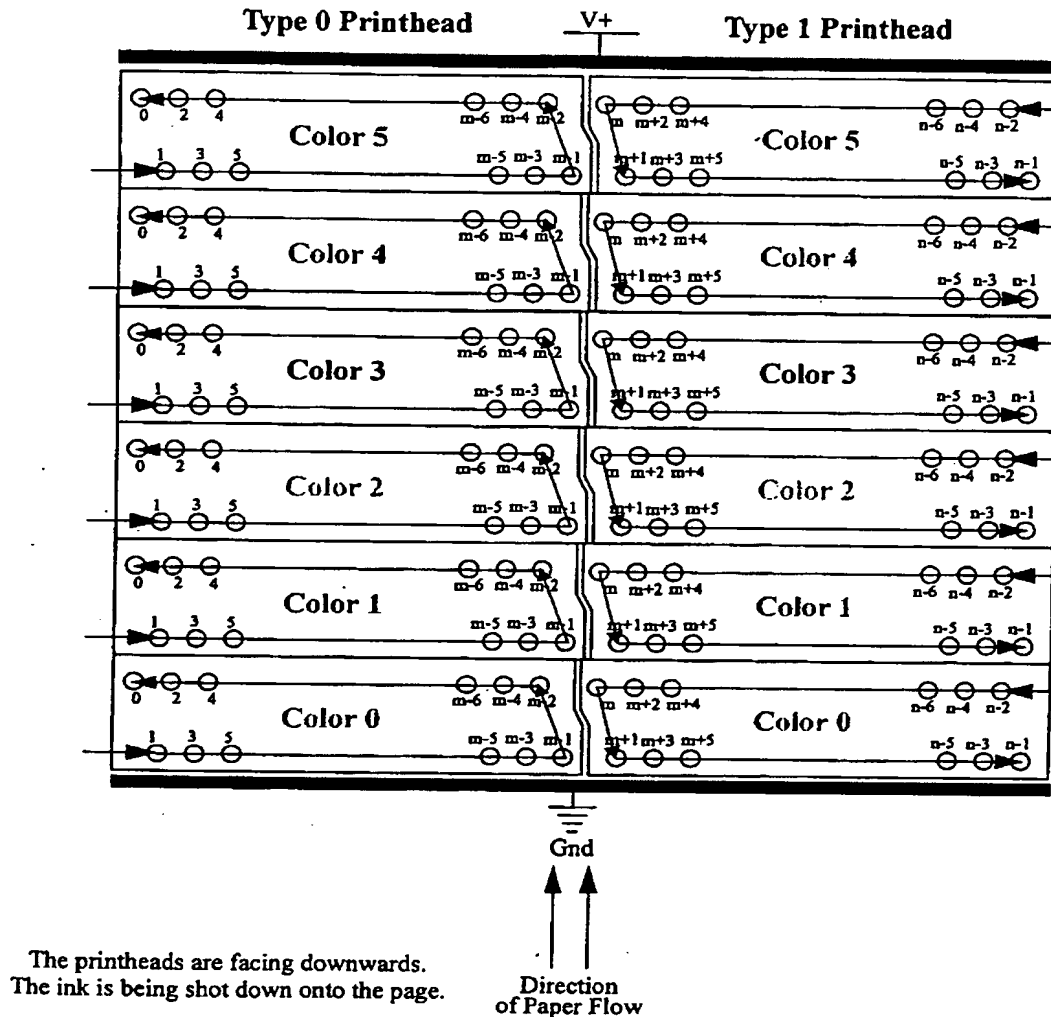 Type 0 Printhead V+ Type 1 Printhead
0 2 4 m-6 m-4 m-2 m m+2 m+4 n-6 n-4 n-2
Color 5 Color 5
1 3 5 m-5 m-3 m-1 m+1 m+3 m+5 n-5 n-3 n-1
0 2 4 m-6 m-4 m-2 m m+2 m+4 n-6 n-4 n-2
Color 4 Color 4
1 3 5 m-5 m-3 m-1 m+1 m+3 m+5 n-5 n-3 n-1
0 2 4 m-6 m-4 m-2 m m+2 m+4 n-6 n-4 n-2
Color 3 Color 3
1 3 5 m-5 m-3 m-1 m+1 m+3 m+5 n-5 n-3 n-1
0 2 4 m-6 m-4 m-2 m m+2 m+4 n-6 n-4 n-2
Color 2 Color 2
1 3 5 m-5 m-3 m-1 m+1 m+3 m+5 n-5 n-3 n-1
0 2 4 m-6 m-4 m-2 m m+2 m+4 n-6 n-4 n-2
Color 1 Color 1
1 3 5 m-5 m-3 m-1 m+1 m+3 m+5 n-5 n-3 n-1
0 2 4 m-6 m-4 m-2 m m+2 m+4 n-6 n-4 n-2
Color 0 Color 0
1 3 5 m-5 m-3 m-1 m+1 m+3 m+5 n-5 n-3 n-1
Gnd
The printheads are facing downwards.
The ink is being shot down onto the page.
Direction
of Paper Flow